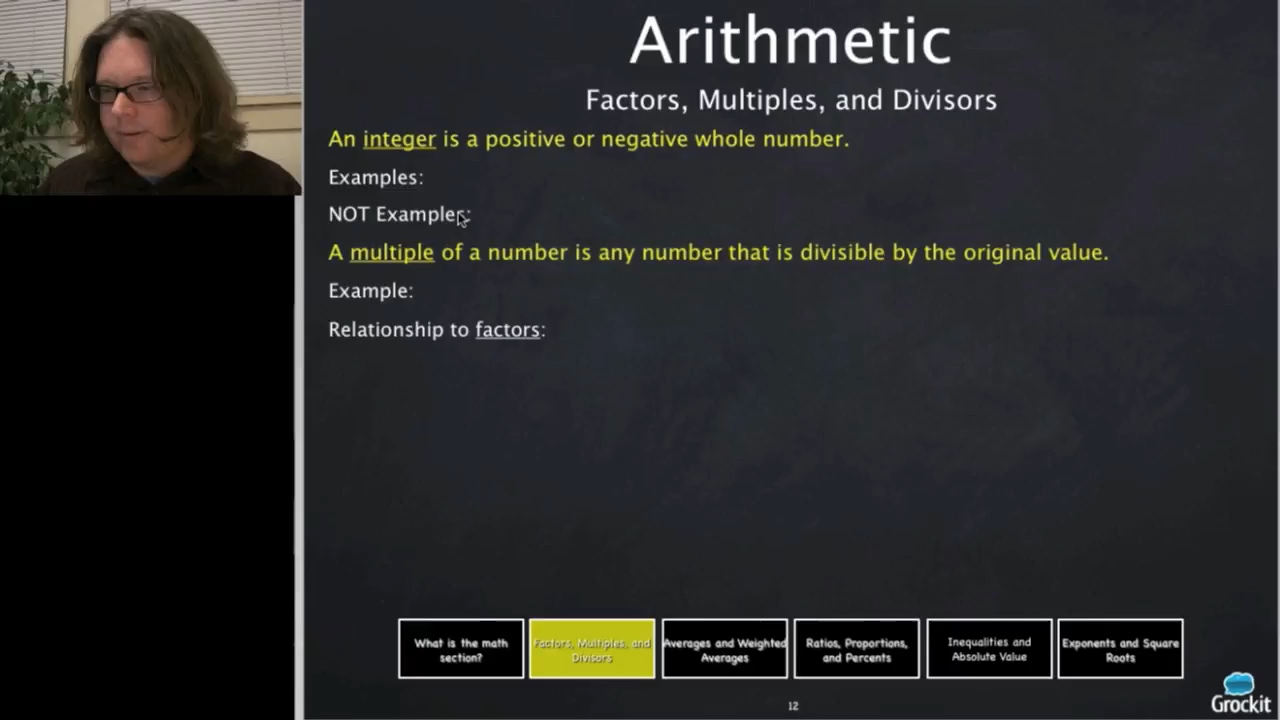 Arithmetic
Factors, Multiples, and Divisors
An integer is a positive or negative whole number.
Examples:
NOT Examples:
A multiple of a number is any number that is divisible by the original value.
Example:
Relationship to factors:
What is the math
section?
Factors, Multiples, and
Divisors
Averages and Weighted
Averages
Ratios, Proportions,
and Percents
Inequalities and
Absolute Value
Exponents and Square
Roots
12
Grockit